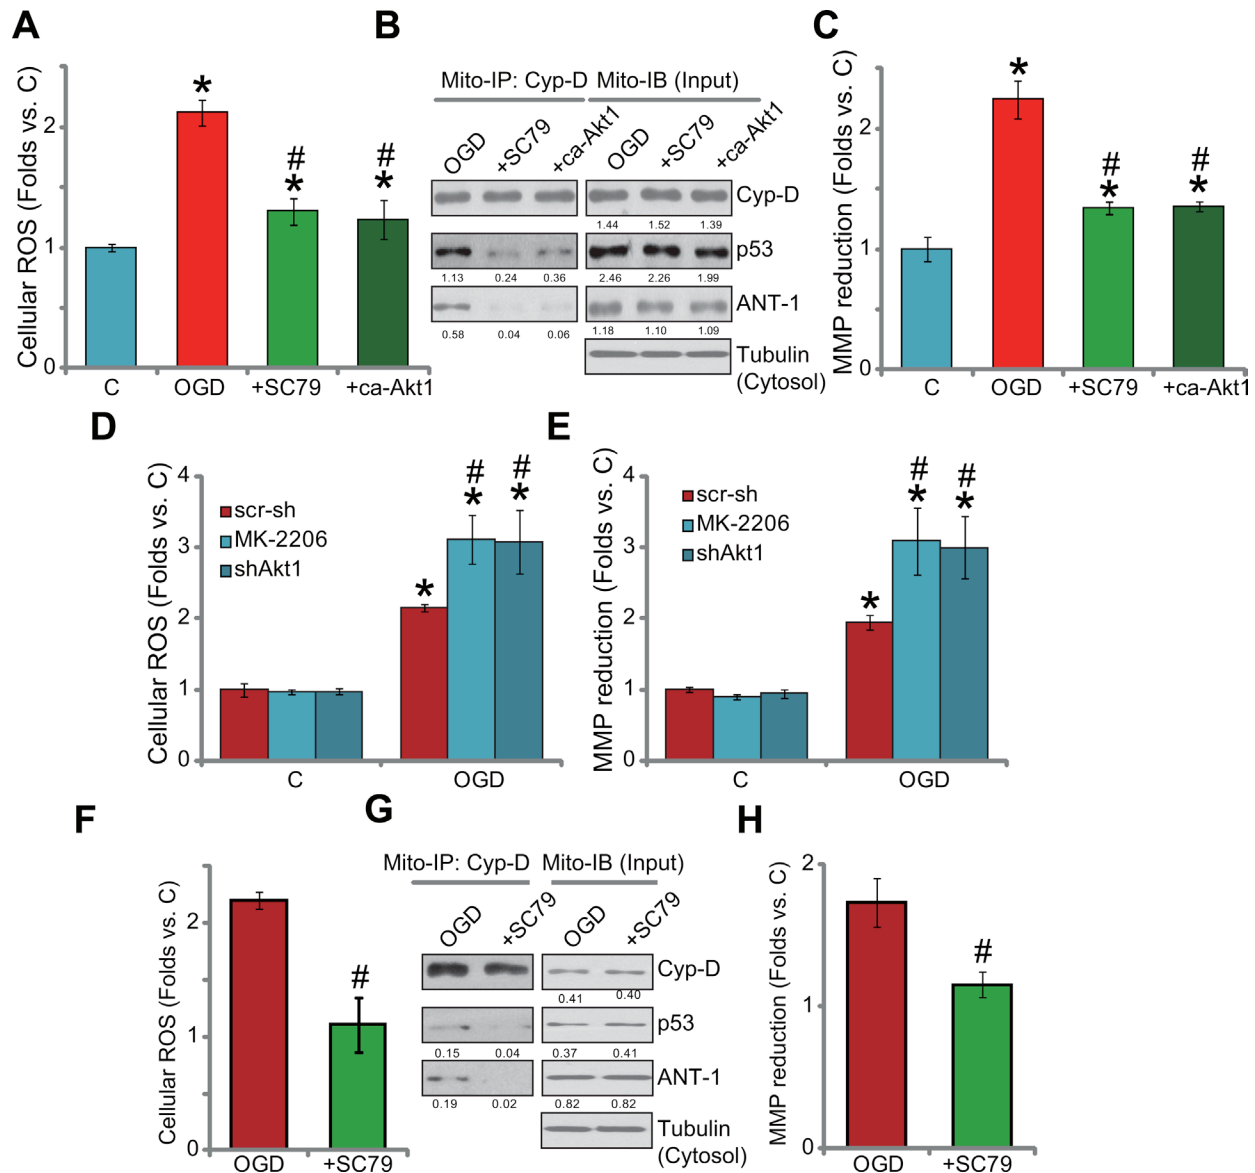 A
Cellular ROS (Folds vs. C)
2
1
0
*
# *
# *
C OGD +SC79 +ca-Akt1
B
Mito-IP: Cyp-D Mito-IB (Input)
OGD +SC79 +ca-Akt1 OGD +SC79 +ca-Akt1
Cyp-D
1.44 1.52 1.39
p53
1.13 0.24 0.36 2.46 2.26 1.99
ANT-1
0.58 0.04 0.06 1.18 1.10 1.09
Tubulin
(Cytosol)
C
MMP reduction (Folds vs. C)
2
1
0
*
# *
# *
C OGD +SC79 +ca-Akt1
D
Cellular ROS (Folds vs. C)
4
3
2
1
0
scr-sh
MK-2206
shAkt1
*
# *
# *
C OGD
E
MMP reduction (Folds vs. C)
4
3
2
1
0
scr-sh
MK-2206
shAkt1
*
# *
# *
C OGD
F
Cellular ROS (Folds vs. C)
2
1
0
#
OGD +SC79
G
Mito-IP: Cyp-D Mito-IB (Input)
OGD +SC79 OGD +SC79
Cyp-D
0.41 0.40
p53
0.15 0.04 0.37 0.41
ANT-1
0.19 0.02 0.82 0.82
Tubulin
(Cytosol)
H
MMP reduction (Folds vs. C)
2
1
0
#
OGD +SC79